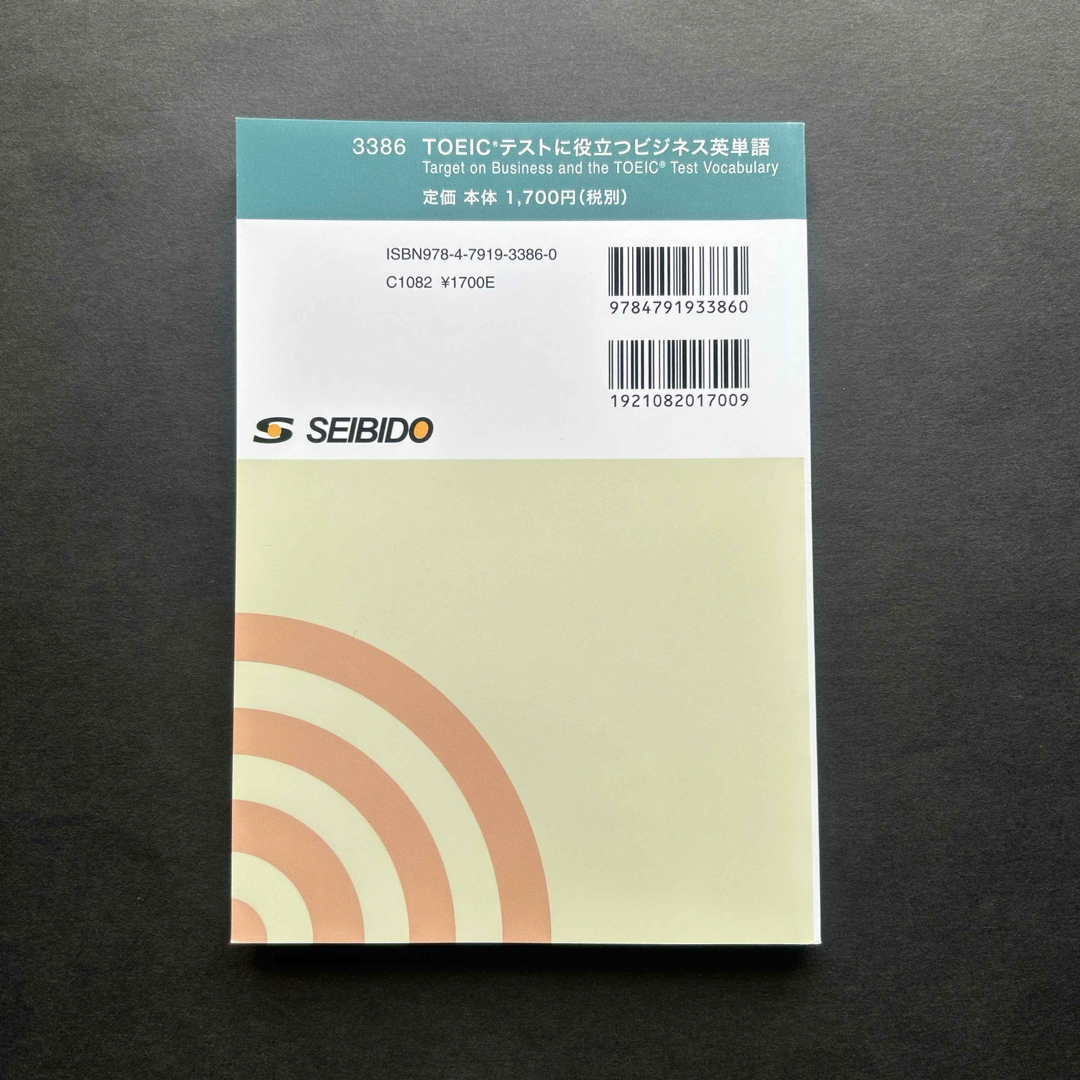 3386 TOEIC®テストに役立つビジネス英単語
Target on Business and the TOEIC® Test Vocabulary
定価 本体 1,700円(税別)
ISBN978-4-7919-3386-0
C1082 ¥1700E
9784791933860
1921082017009
S SEIBIDO